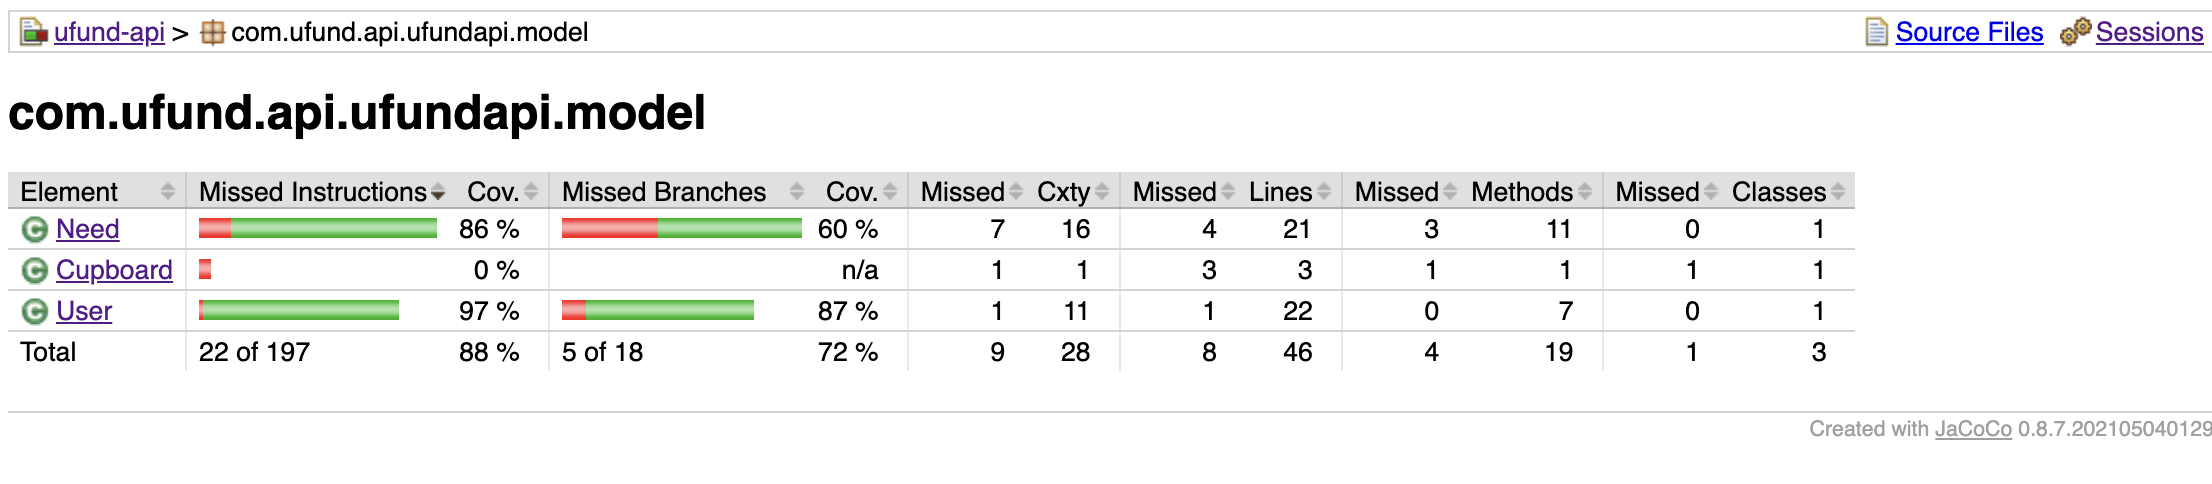 ufund-api > com.ufund.api.ufundapi.model Source Files Sessions
com.ufund.api.ufundapi.model
Element Missed Instructions Cov. Missed Branches Cov. Missed Cxty Missed Lines Missed Methods Missed Classes
C Need 86 % 60 % 7 16 4 21 3 11 0 1
C Cupboard 0 % n/a 1 1 3 3 1 1 1 1
C User 97 % 87 % 1 11 1 22 0 7 0 1
Total 22 of 197 88 % 5 of 18 72 % 9 28 8 46 4 19 1 3
Created with JaCoCo 0.8.7.202105040129